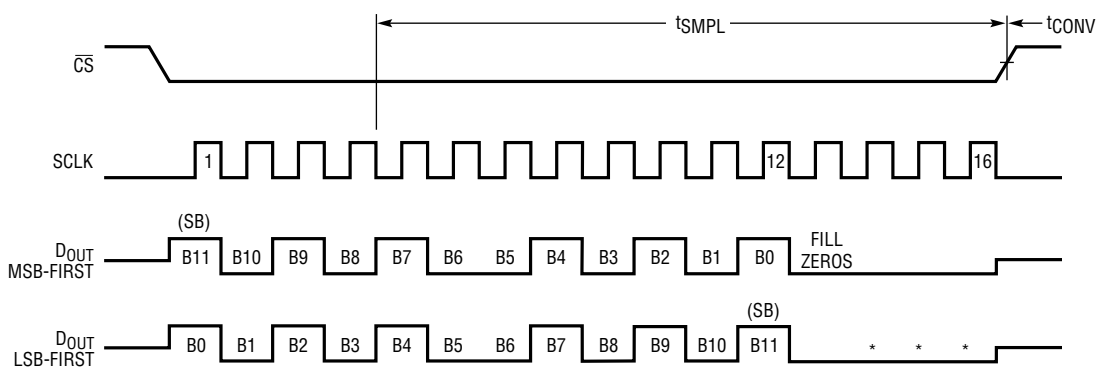 tSMPL tCONV
CS
SCLK 1 12 16
(SB)
DOUT
MSB-FIRST
B11 B10 B9 B8 B7 B6 B5 B4 B3 B2 B1 B0
FILL
ZEROS
(SB)
DOUT
LSB-FIRST
B0 B1 B2 B3 B4 B5 B6 B7 B8 B9 B10 B11 * * *